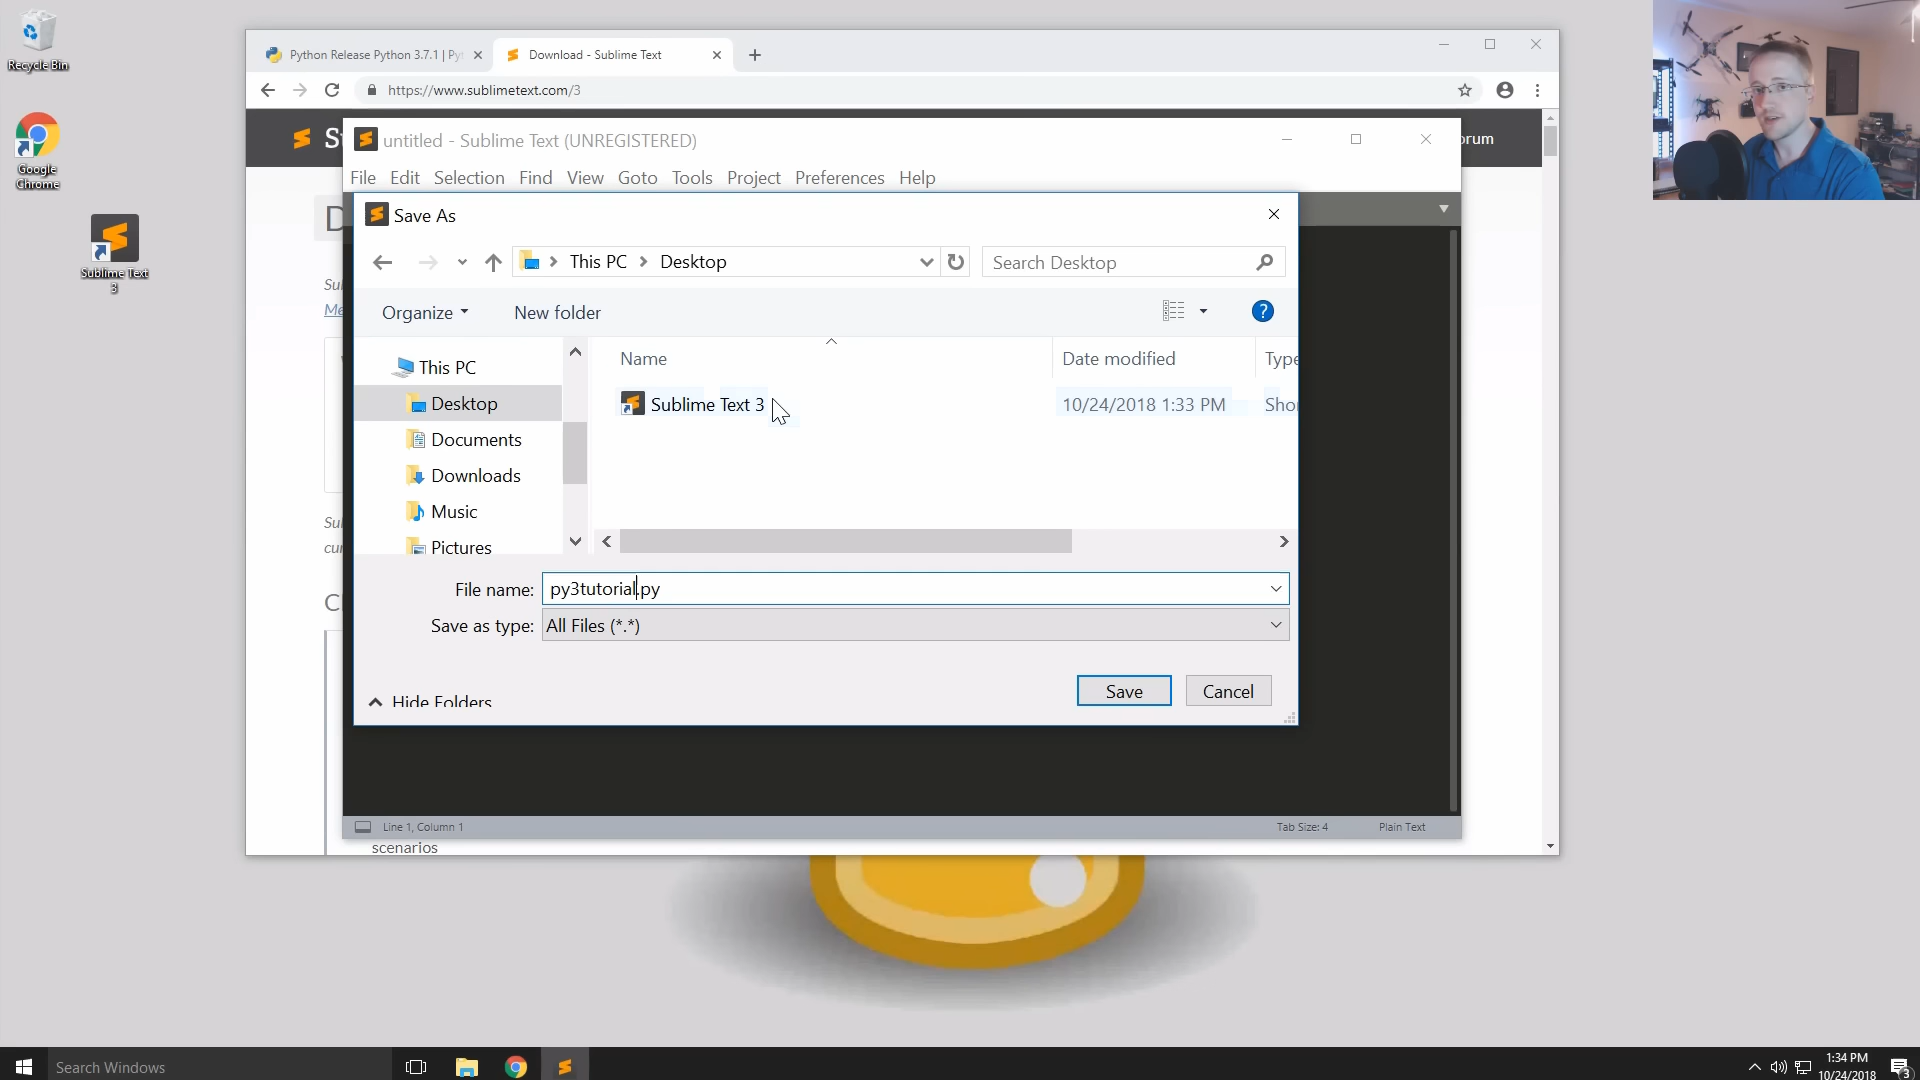 Recycle Bin
Google
Chrome
Sublime Text
3
Python Release Python 3.7.1 | Py
Download - Sublime Text
https://www.sublimetext.com/3
orum
untitled - Sublime Text (UNREGISTERED)
File Edit Selection Find View Goto Tools Project Preferences Help
Save As
This PC > Desktop
Search Desktop
Organize
New folder
Name
Date modified
Type
Sublime Text 3
10/24/2018 1:33 PM
This PC
Desktop
Documents
Downloads
Music
Pictures
File name: py3tutorial.py
Save as type: All Files (*.*)
Save
Cancel
Hide Folders
Line 1, Column 1
Tab Size: 4
Plain Text
scenarios
Search Windows
1:34 PM
10/24/2018
3